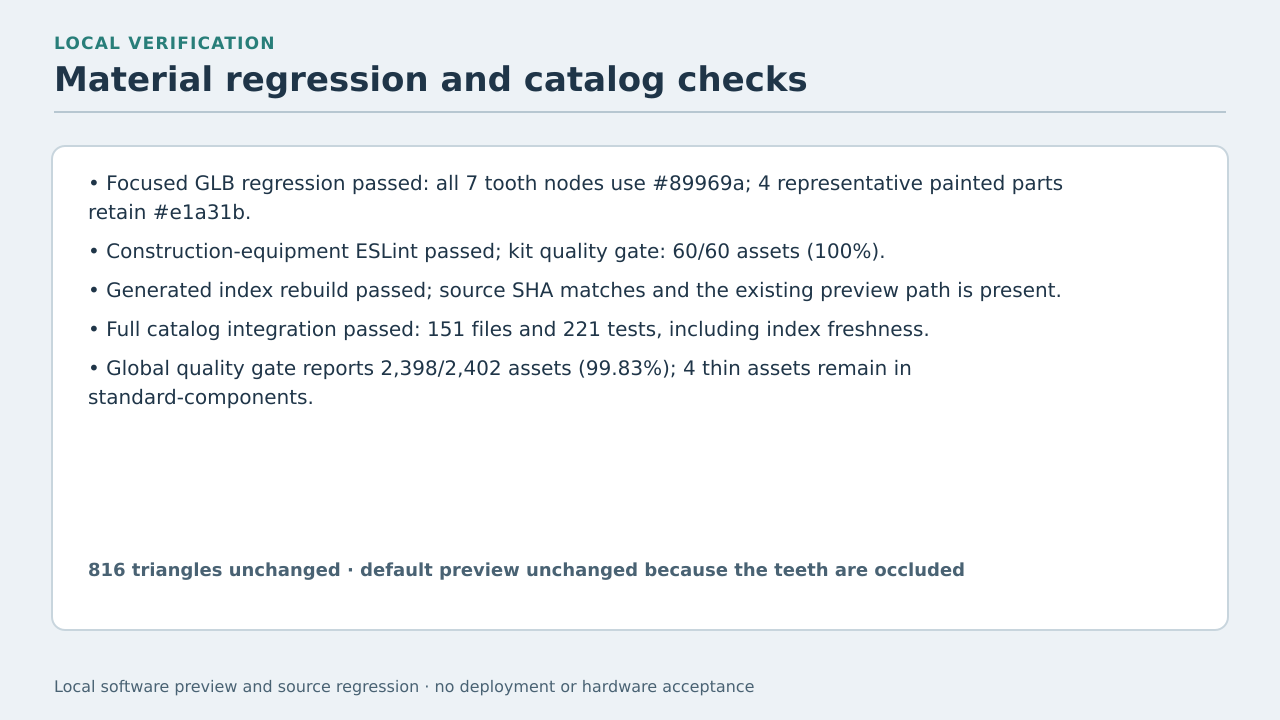 LOCAL VERIFICATION
Material regression and catalog checks
• Focused GLB regression passed: all 7 tooth nodes use #89969a; 4 representative painted parts
retain #e1a31b.
• Construction-equipment ESLint passed; kit quality gate: 60/60 assets (100%).
• Generated index rebuild passed; source SHA matches and the existing preview path is present.
• Full catalog integration passed: 151 files and 221 tests, including index freshness.
• Global quality gate reports 2,398/2,402 assets (99.83%); 4 thin assets remain in
standard-components.
816 triangles unchanged · default preview unchanged because the teeth are occluded
Local software preview and source regression · no deployment or hardware acceptance